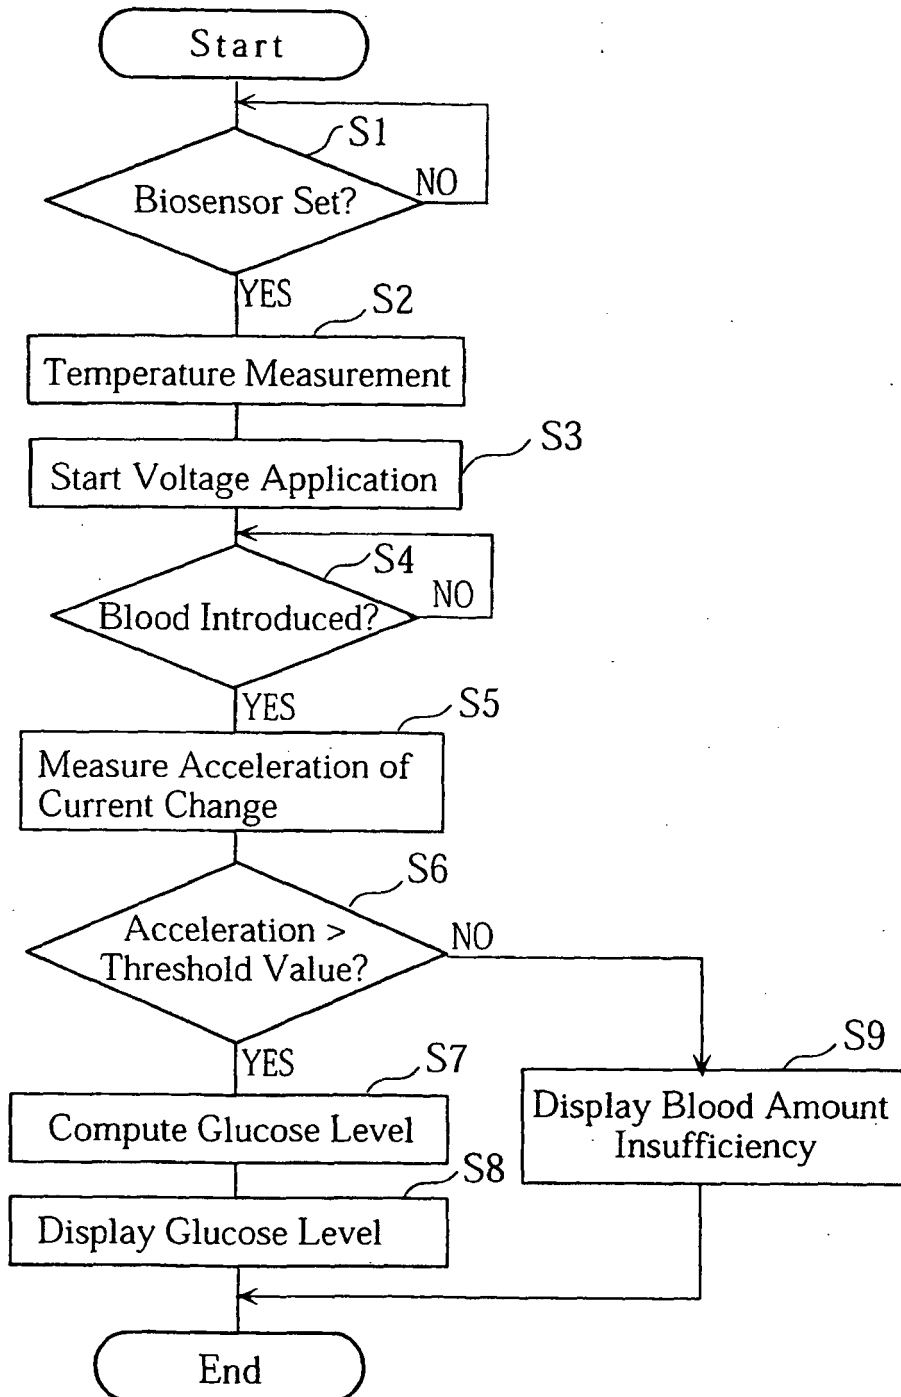 Start
S1
NO
Biosensor Set?
YES
S2
Temperature Measurement
S3
Start Voltage Application
S4
NO
Blood Introduced?
YES
S5
Measure Acceleration of
Current Change
S6
Acceleration >
Threshold Value?
NO
YES
S7
Compute Glucose Level
S8
Display Glucose Level
S9
Display Blood Amount
Insufficiency
End